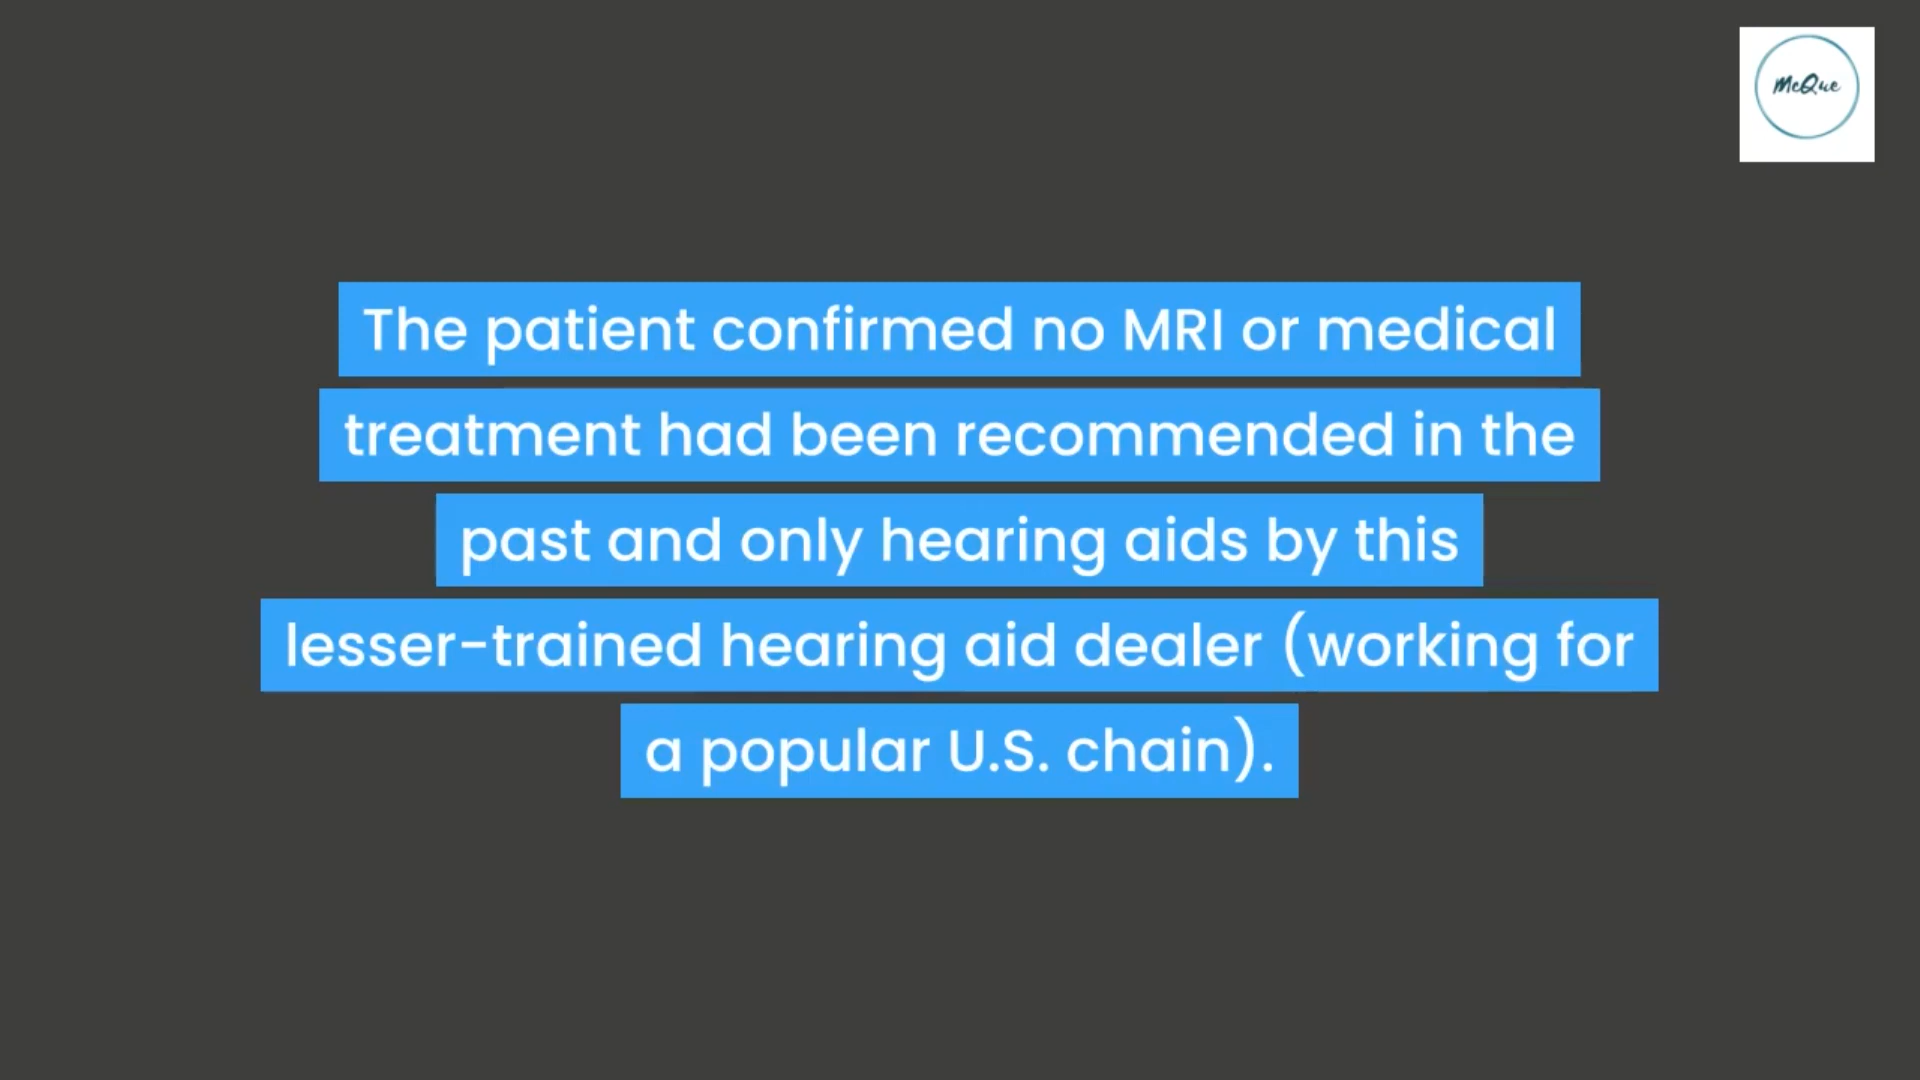 McQue
The patient confirmed no MRI or medical
treatment had been recommended in the
past and only hearing aids by this
lesser-trained hearing aid dealer (working for
a popular U.S. chain).